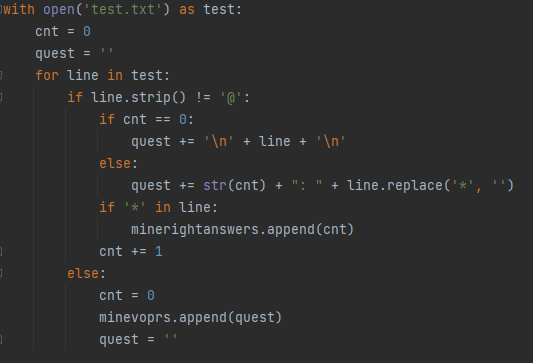 with open('test.txt') as test:
    cnt = 0
    quest = ''
    for line in test:
        if line.strip() != '@':
            if cnt == 0:
                quest += '\n' + line + '\n'
            else:
                quest += str(cnt) + ": " + line.replace('*', '')
            if '*' in line:
                minerightanswers.append(cnt)
            cnt += 1
        else:
            cnt = 0
            minevoprs.append(quest)
            quest = ''